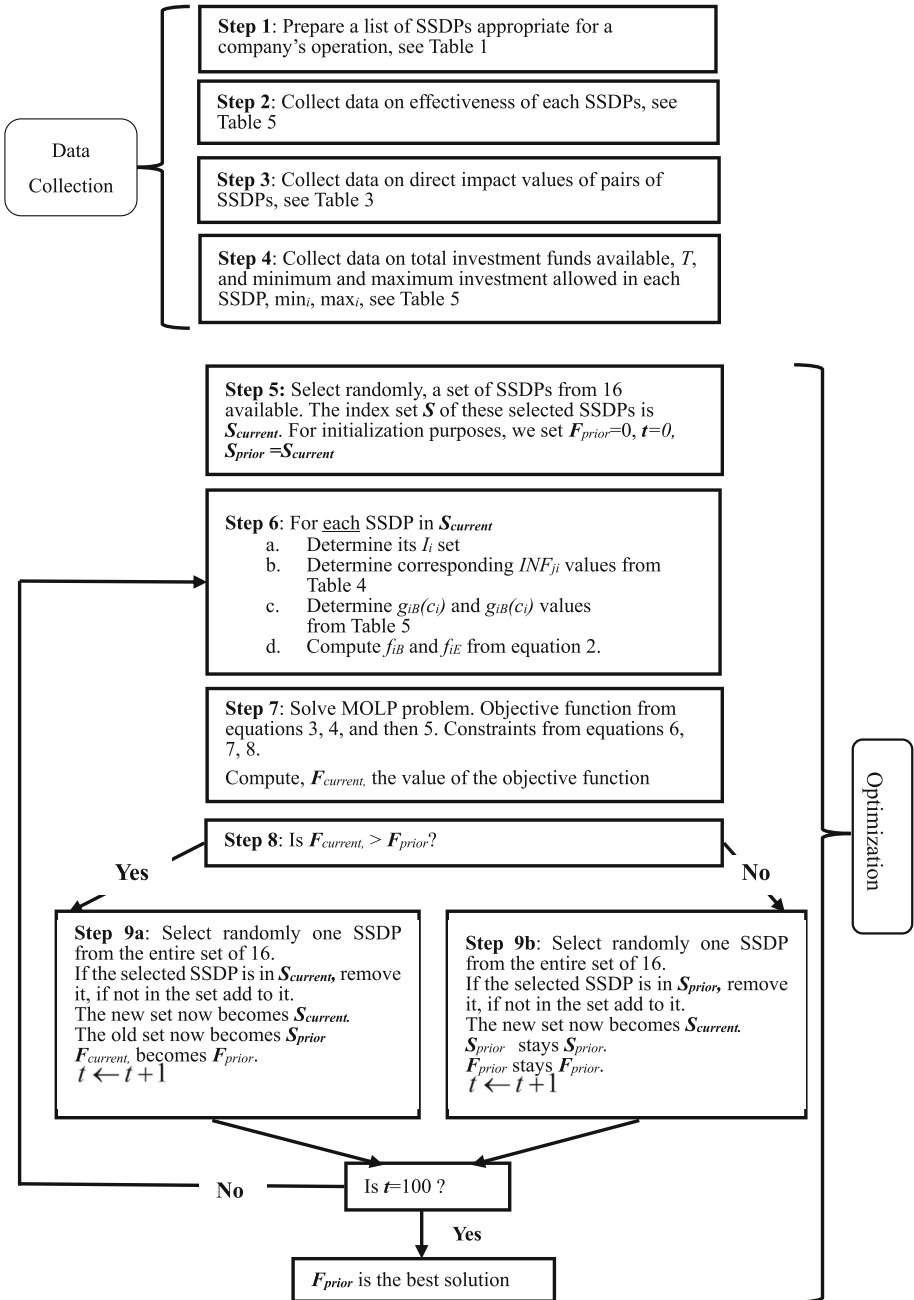 Step 1: Prepare a list of SSDPs appropriate for a
company's operation, see Table 1
Step 2: Collect data on effectiveness of each SSDPs, see
Table 5
Data
Collection
Step 3: Collect data on direct impact values of pairs of
SSDPs, see Table 3
Step 4: Collect data on total investment funds available, T,
and minimum and maximum investment allowed in each
SSDP, mini, maxi, see Table 5
Step 5: Select randomly, a set of SSDPs from 16
available. The index set S of these selected SSDPs is
Scurrent. For initialization purposes, we set Fprior=0, t=0,
Sprior =Scurrent
Step 6: For each SSDP in Scurrent
a. Determine its Ii set
b. Determine corresponding INFji values from
Table 4
c. Determine giB(ci) and giB(ci) values
from Table 5
d. Compute fiB and fiE from equation 2.
Step 7: Solve MOLP problem. Objective function from
equations 3, 4, and then 5. Constraints from equations 6,
7, 8.
Compute, Fcurrent, the value of the objective function
Optimization
Step 8: Is Fcurrent, > Fprior?
Yes
No
Step 9a: Select randomly one SSDP
from the entire set of 16.
If the selected SSDP is in Scurrent, remove
it, if not in the set add to it.
The new set now becomes Scurrent.
The old set now becomes Sprior
Fcurrent, becomes Fprior.
t ← t +1
Step 9b: Select randomly one SSDP
from the entire set of 16.
If the selected SSDP is in Sprior, remove
it, if not in the set add to it.
The new set now becomes Scurrent.
Sprior stays Sprior.
Fprior stays Fprior.
t ← t +1
Is t=100 ?
No
Yes
Fprior is the best solution